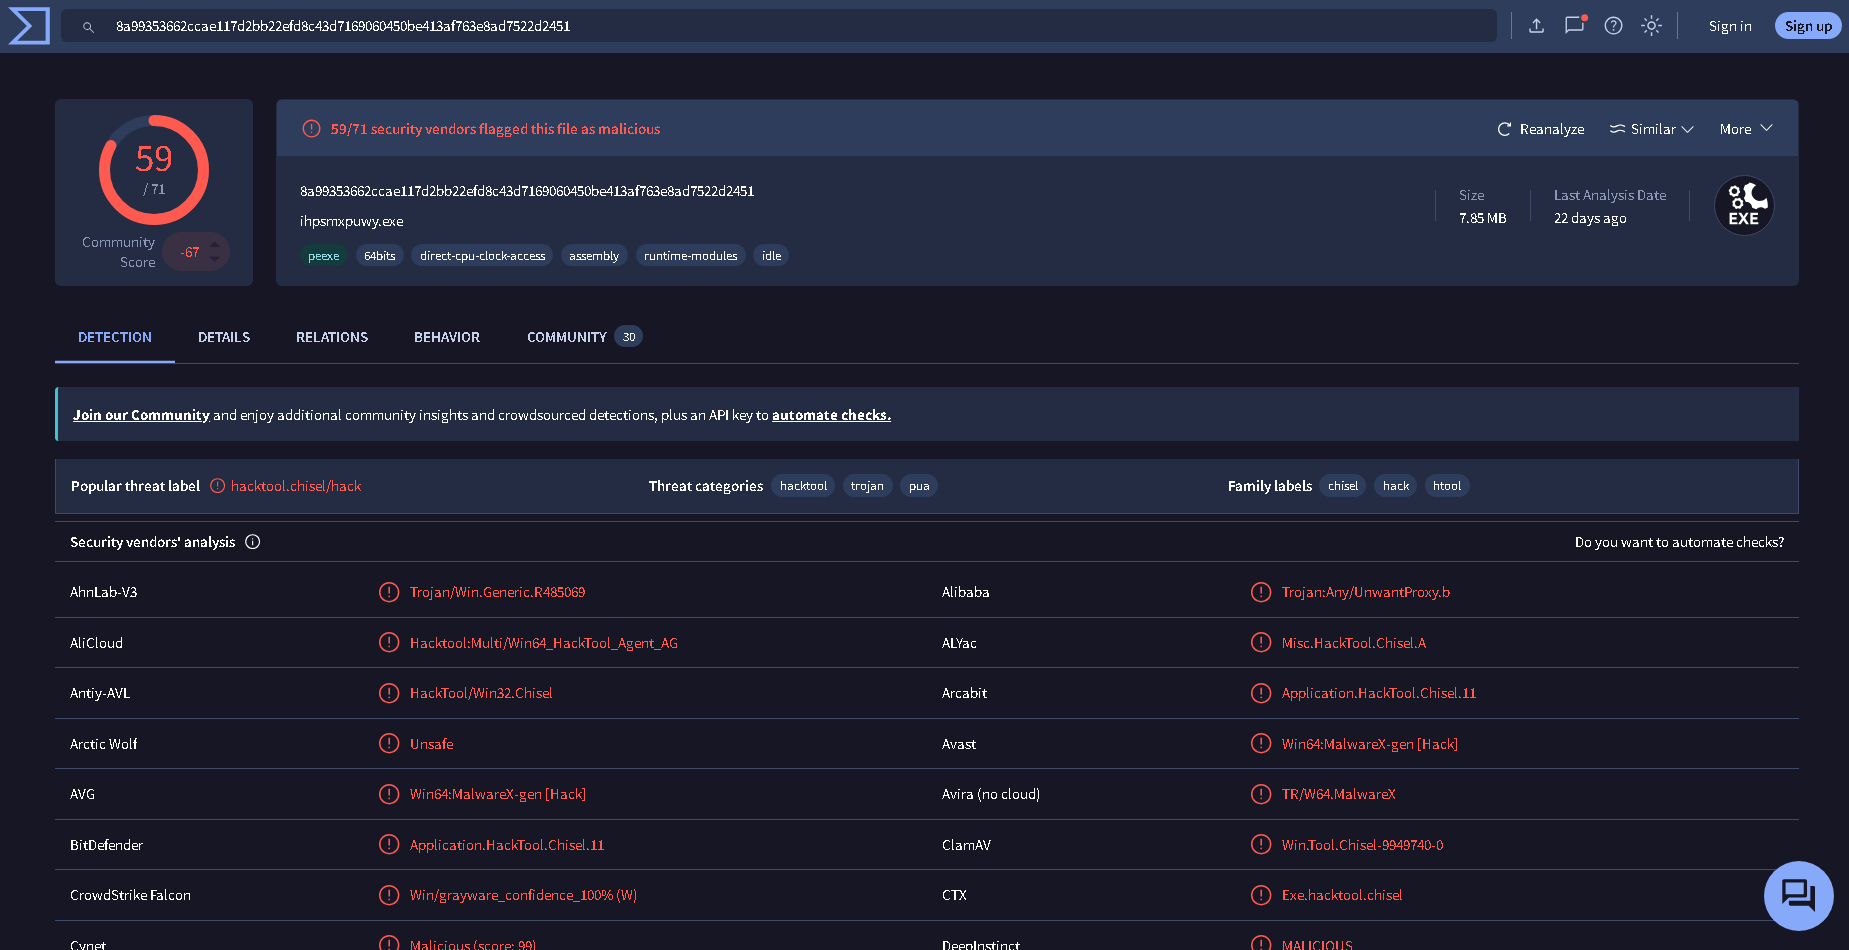 8a99353662ccae117d2bb22efd8c43d7169060450be413af763e8ad7522d2451
Sign in
Sign up
59
/ 71
Community
Score
-67
59/71 security vendors flagged this file as malicious
Reanalyze
Similar
More
8a99353662ccae117d2bb22efd8c43d7169060450be413af763e8ad7522d2451
ihpsmxpuwy.exe
peexe
64bits
direct-cpu-clock-access
assembly
runtime-modules
idle
Size
7.85 MB
Last Analysis Date
22 days ago
EXE
DETECTION
DETAILS
RELATIONS
BEHAVIOR
COMMUNITY 30
Join our Community and enjoy additional community insights and crowdsourced detections, plus an API key to automate checks.
Popular threat label hacktool.chisel/hack
Threat categories hacktool trojan pua
Family labels chisel hack htool
Security vendors' analysis
Do you want to automate checks?
AhnLab-V3 Trojan/Win.Generic.R485069
Alibaba Trojan:Any/UnwantProxy.b
AliCloud Hacktool:Multi/Win64_HackTool_Agent_AG
ALYac Misc.HackTool.Chisel.A
Antiy-AVL HackTool/Win32.Chisel
Arcabit Application.HackTool.Chisel.11
Arctic Wolf Unsafe
Avast Win64:MalwareX-gen [Hack]
AVG Win64:MalwareX-gen [Hack]
Avira (no cloud) TR/W64.MalwareX
BitDefender Application.HackTool.Chisel.11
ClamAV Win.Tool.Chisel-9949740-0
CrowdStrike Falcon Win/grayware_confidence_100% (W)
CTX Exe.hacktool.chisel
Cynet Malicious (score: 99)
DeepInstinct MALICIOUS